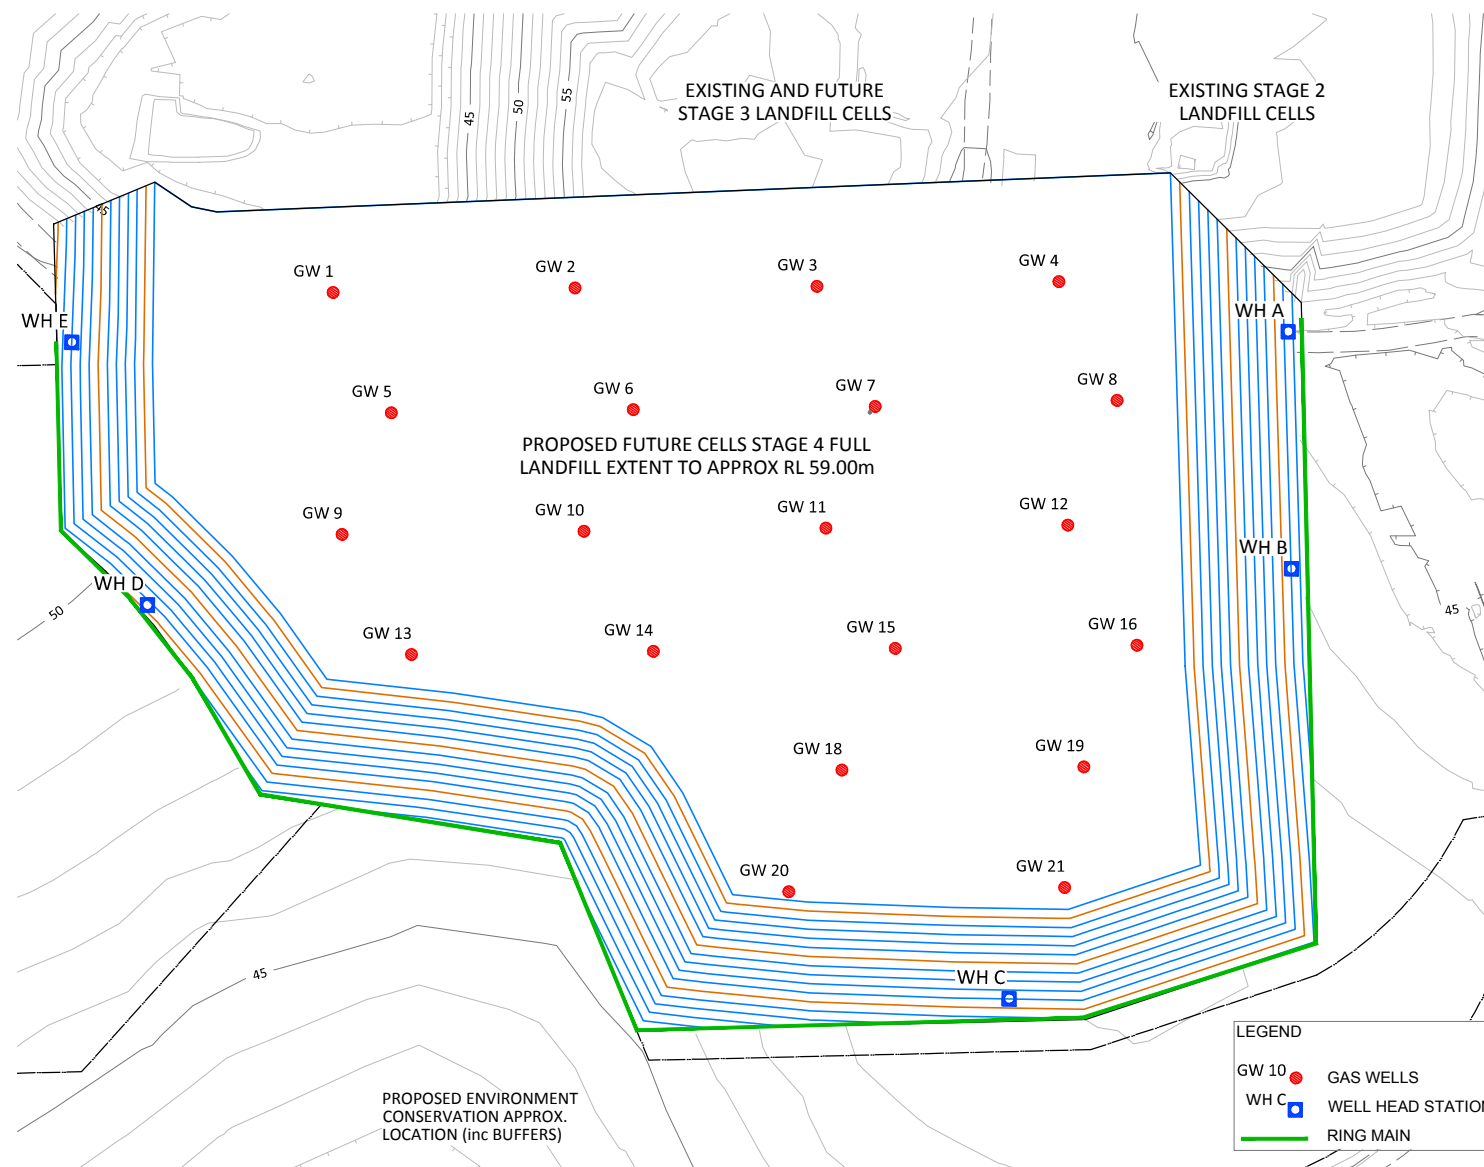 EXISTING AND FUTURE
STAGE 3 LANDFILL CELLS
EXISTING STAGE 2
LANDFILL CELLS
45
50
55
45
GW 1
GW 2
GW 3
GW 4
WH E
WH A
GW 5
GW 6
GW 7
GW 8
PROPOSED FUTURE CELLS STAGE 4 FULL
LANDFILL EXTENT TO APPROX RL 59.00m
GW 9
GW 10
GW 11
GW 12
WH B
WH D
50
45
GW 13
GW 14
GW 15
GW 16
GW 18
GW 19
GW 20
GW 21
45
WH C
PROPOSED ENVIRONMENT
CONSERVATION APPROX.
LOCATION (inc BUFFERS)
LEGEND
GW 10
GAS WELLS
WH C
WELL HEAD STATION
RING MAIN